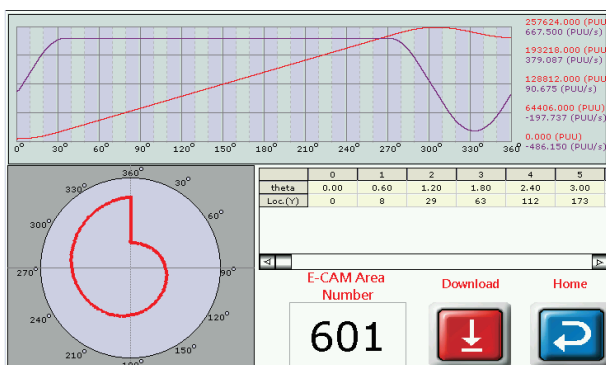 257624.000 (PUU)
667.500 (PUU/s)
193218.000 (PUU
379.087 (PUU/s)
128812.000 (PUU
90.675 (PUU/s)
64406.000 (PUU)
-197.737 (PUU/s
0.000 (PUU)
-486.150 (PUU/s)
0° 30° 60° 90° 120° 150° 180° 210° 240° 270° 300° 330° 360°
360°
330° 30°
300° 60°
270° 90°
240° 120°
210° 150°
180°
0 1 2 3 4 5
theta 0.00 0.60 1.20 1.80 2.40 3.00
Loc.(Y) 0 8 29 63 112 173
E-CAM Area
Number
Download
Home
601